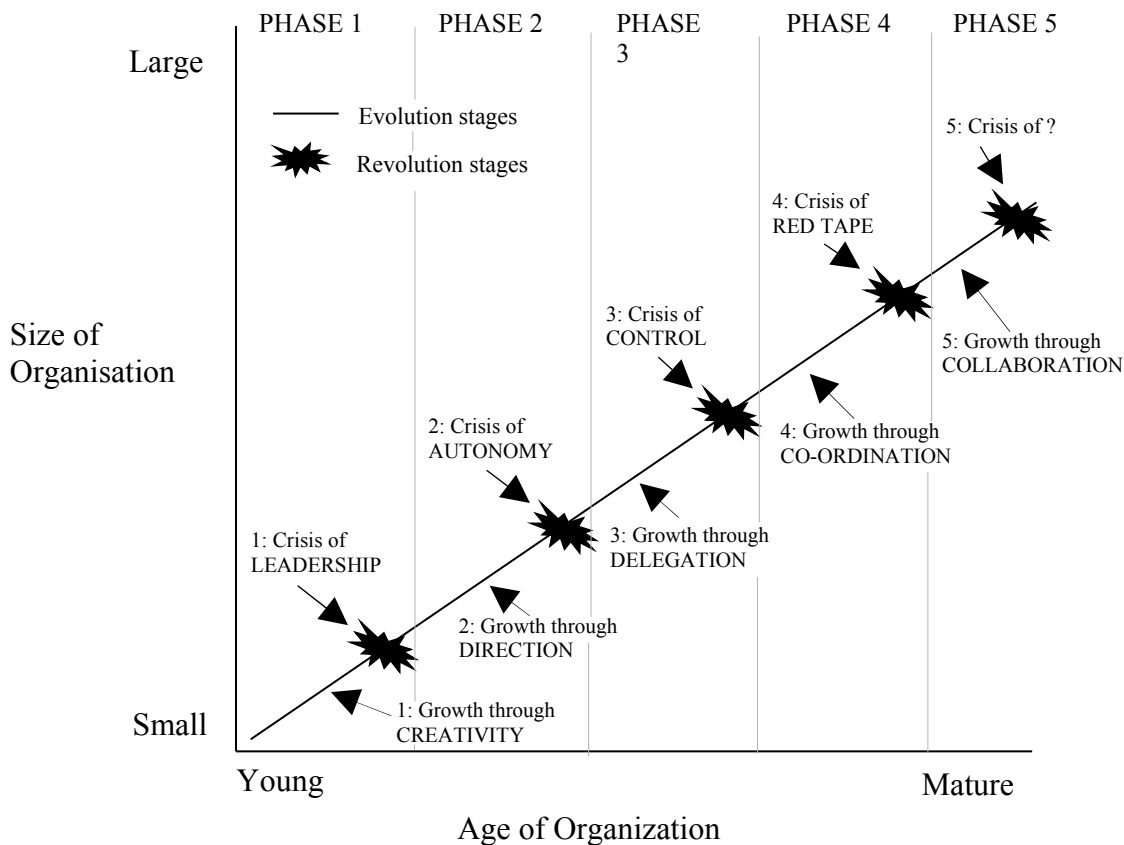 PHASE 1
PHASE 2
PHASE
3
PHASE 4
PHASE 5
Large
Evolution stages
Revolution stages
5: Crisis of ?
4: Crisis of
RED TAPE
Size of
Organisation
3: Crisis of
CONTROL
5: Growth through
COLLABORATION
2: Crisis of
AUTONOMY
4: Growth through
CO-ORDINATION
1: Crisis of
LEADERSHIP
3: Growth through
DELEGATION
2: Growth through
DIRECTION
1: Growth through
CREATIVITY
Small
Young
Mature
Age of Organization